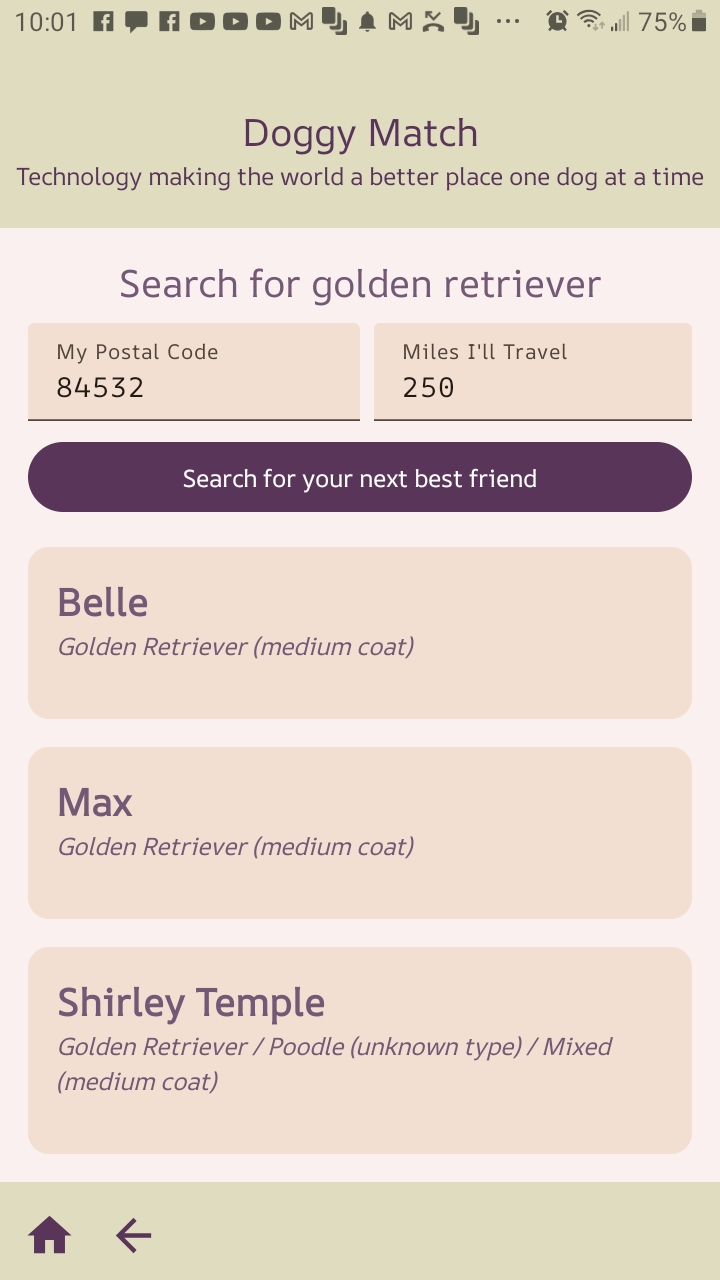 10:01 75%
Doggy Match
Technology making the world a better place one dog at a time
Search for golden retriever
My Postal Code
84532
Miles I'll Travel
250
Search for your next best friend
Belle
Golden Retriever (medium coat)
Max
Golden Retriever (medium coat)
Shirley Temple
Golden Retriever / Poodle (unknown type) / Mixed
(medium coat)